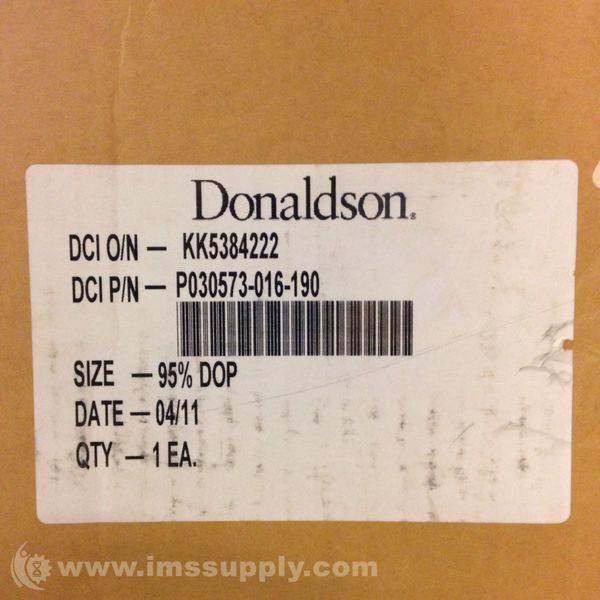 Donaldson.
DCI O/N — KK5384222
DCI P/N — P030573-016-190
SIZE — 95% DOP
DATE — 04/11
QTY — 1 EA.
www.imssupply.com